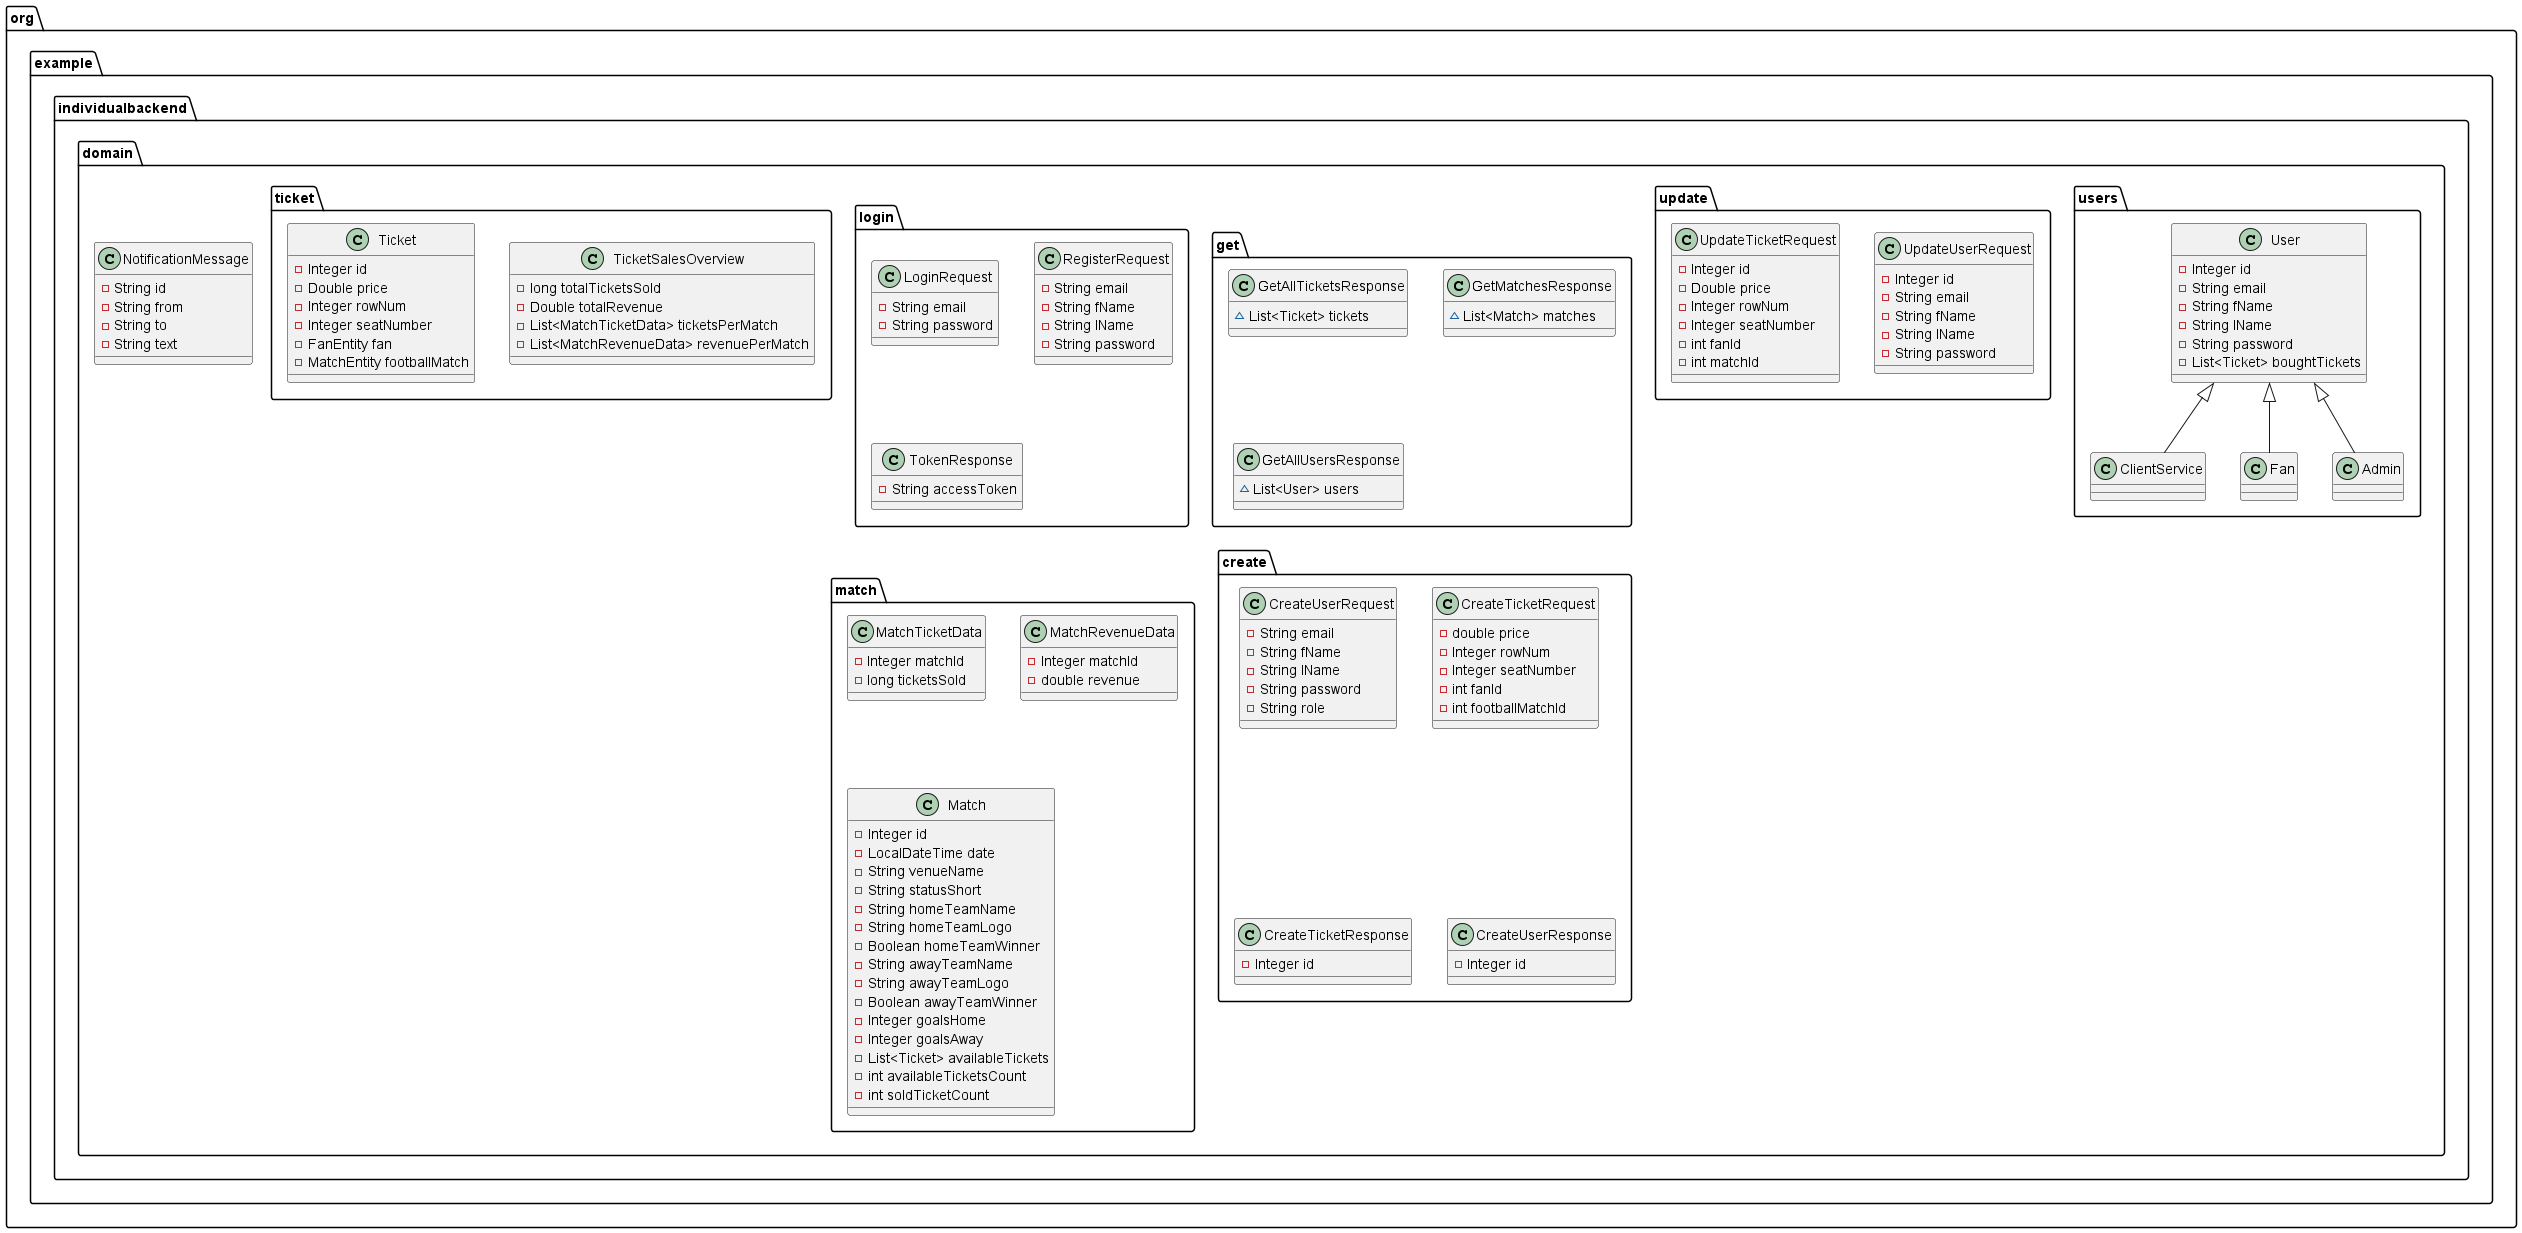 org
example
individualbackend
domain
NotificationMessage
String id
String from
String to
String text
ticket
Ticket
Integer id
Double price
Integer rowNum
Integer seatNumber
FanEntity fan
MatchEntity footballMatch
TicketSalesOverview
long totalTicketsSold
Double totalRevenue
List<MatchTicketData> ticketsPerMatch
List<MatchRevenueData> revenuePerMatch
login
LoginRequest
String email
String password
RegisterRequest
String email
String fName
String lName
String password
TokenResponse
String accessToken
get
GetAllTicketsResponse
List<Ticket> tickets
GetMatchesResponse
List<Match> matches
GetAllUsersResponse
List<User> users
update
UpdateTicketRequest
Integer id
Double price
Integer rowNum
Integer seatNumber
int fanId
int matchId
UpdateUserRequest
Integer id
String email
String fName
String lName
String password
users
User
Integer id
String email
String fName
String lName
String password
List<Ticket> boughtTickets
ClientService
Fan
Admin
match
MatchTicketData
Integer matchId
long ticketsSold
MatchRevenueData
Integer matchId
double revenue
Match
Integer id
LocalDateTime date
String venueName
String statusShort
String homeTeamName
String homeTeamLogo
Boolean homeTeamWinner
String awayTeamName
String awayTeamLogo
Boolean awayTeamWinner
Integer goalsHome
Integer goalsAway
List<Ticket> availableTickets
int availableTicketsCount
int soldTicketCount
create
CreateUserRequest
String email
String fName
String lName
String password
String role
CreateTicketRequest
double price
Integer rowNum
Integer seatNumber
int fanId
int footballMatchId
CreateTicketResponse
Integer id
CreateUserResponse
Integer id